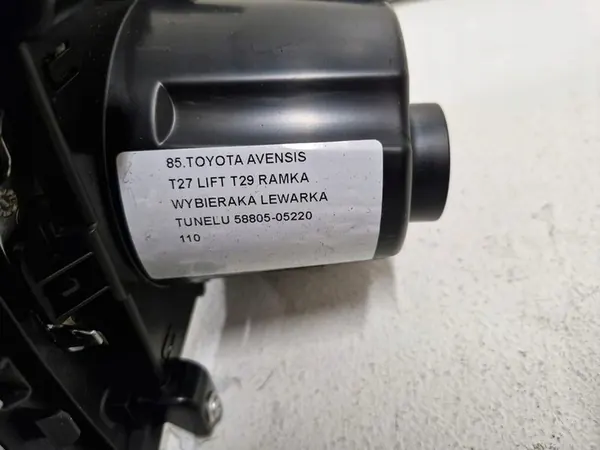 85.TOYOTA AVENSIS
T27 LIFT T29 RAMKA
WYBIERAKA LEWARKA
TUNELU 58805-05220
110